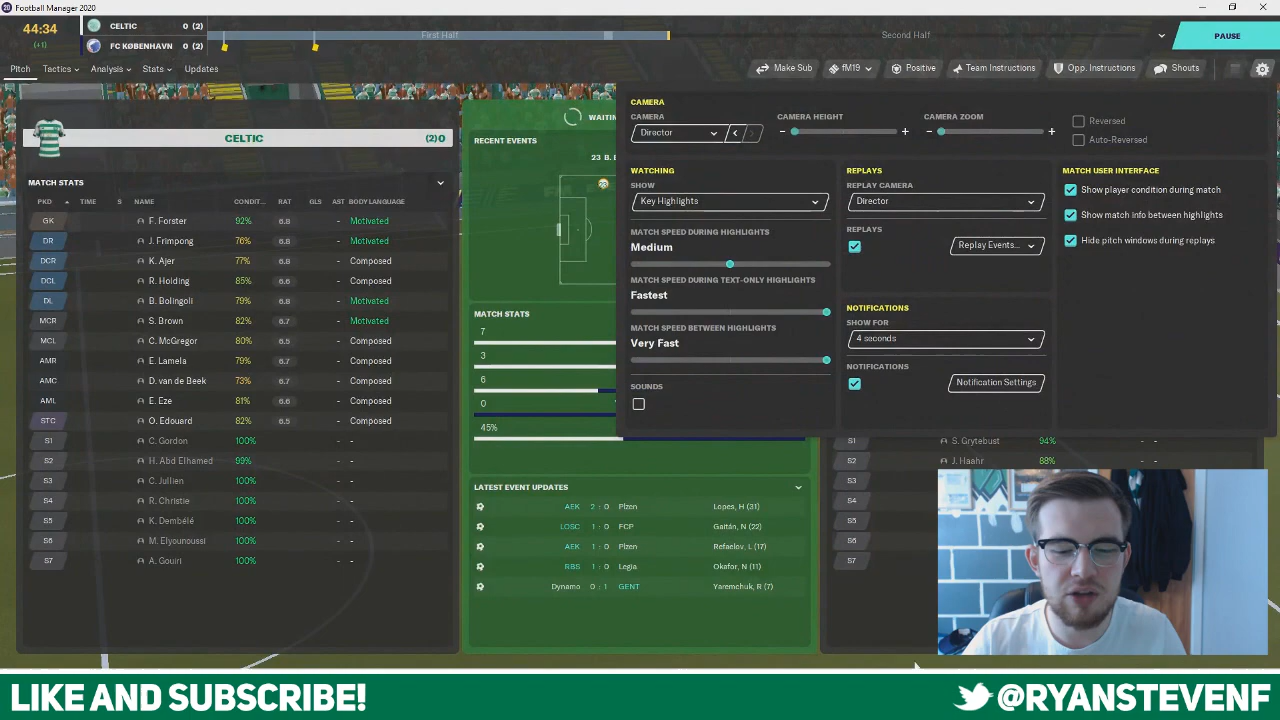 20 Football Manager 2020
44:34
(+1)
CELTIC 0 (2)
FC KØBENHAVN 0 (2)
First Half
Second Half
PAUSE
Pitch Tactics Analysis Stats Updates
Make Sub fM19 Positive Team Instructions Opp. Instructions Shouts
CELTIC (2)0
MATCH STATS
PKD TIME S NAME CONDIT... RAT GLS AST BODY LANGUAGE
GK F. Forster 92% 6.8 - Motivated
DR J. Frimpong 76% 6.8 - Motivated
DCR K. Ajer 77% 6.8 - Composed
DCL R. Holding 85% 6.6 - Composed
DL B. Bolingoli 79% 6.8 - Motivated
MCR S. Brown 82% 6.7 - Motivated
MCL C. McGregor 80% 6.5 - Composed
AMR E. Lamela 79% 6.7 - Composed
AMC D. van de Beek 73% 6.7 - Composed
AML E. Eze 81% 6.6 - Composed
STC O. Edouard 82% 6.5 - Composed
S1 C. Gordon 100% - -
S2 H. Abd Elhamed 99% - -
S3 C. Jullien 100% - -
S4 R. Christie 100% - -
S5 K. Dembélé 100% - -
S6 M. Elyounoussi 100% - -
S7 A. Gouiri 100% - -
RECENT EVENTS
MATCH STATS
7
3
6
0
45%
LATEST EVENT UPDATES
AEK 2 : 0 Plzen Lopes, H (31)
LOSC 1 : 0 FCP Gaitán, N (22)
AEK 1 : 0 Plzen Refaelov, L (17)
RBS 1 : 0 Legia Okafor, N (11)
Dynamo 0 : 1 GENT Yaremchuk, R (7)
CAMERA
CAMERA
Director
CAMERA HEIGHT
CAMERA ZOOM
Reversed
Auto-Reversed
WATCHING
SHOW
Key Highlights
MATCH SPEED DURING HIGHLIGHTS
Medium
MATCH SPEED DURING TEXT-ONLY HIGHLIGHTS
Fastest
MATCH SPEED BETWEEN HIGHLIGHTS
Very Fast
SOUNDS
REPLAYS
REPLAY CAMERA
Director
REPLAYS
Replay Events...
NOTIFICATIONS
SHOW FOR
4 seconds
NOTIFICATIONS
Notification Settings
MATCH USER INTERFACE
Show player condition during match
Show match info between highlights
Hide pitch windows during replays
S1 S. Grytebust 94% - -
S2 J. Haahr 88% - -
S3
S4
S5
S6
S7
LIKE AND SUBSCRIBE!
@RYANSTEVENF